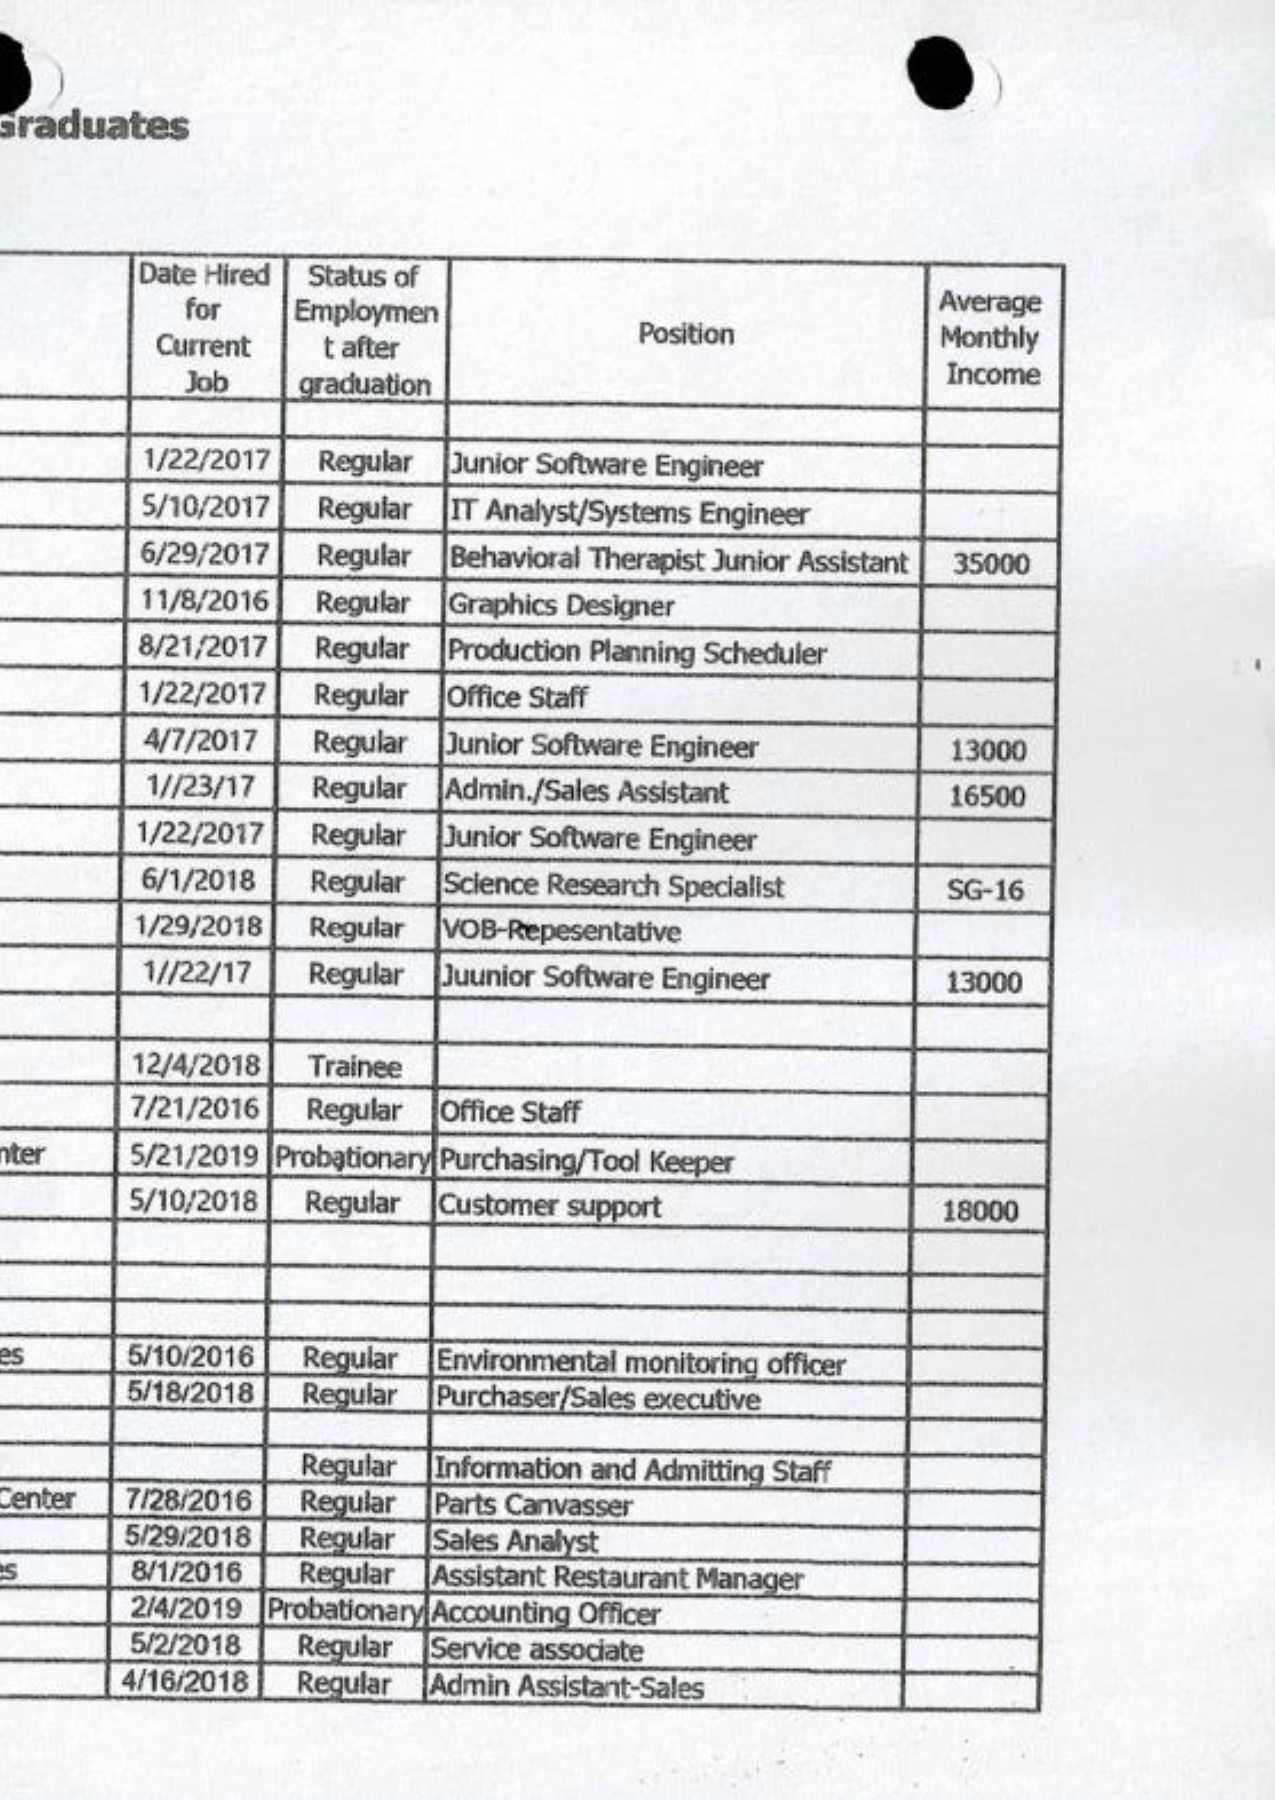 Graduates
Date Hired for Current Job Status of Employmen t after graduation Position Average Monthly Income
1/22/2017 Regular Junior Software Engineer
5/10/2017 Regular IT Analyst/Systems Engineer
6/29/2017 Regular Behavioral Therapist Junior Assistant 35000
11/8/2016 Regular Graphics Designer
8/21/2017 Regular Production Planning Scheduler
1/22/2017 Regular Office Staff
4/7/2017 Regular Junior Software Engineer 13000
1//23/17 Regular Admin./Sales Assistant 16500
1/22/2017 Regular Junior Software Engineer
6/1/2018 Regular Science Research Specialist SG-16
1/29/2018 Regular VOB-Repesentative
1//22/17 Regular Juunior Software Engineer 13000
12/4/2018 Trainee
7/21/2016 Regular Office Staff
nter 5/21/2019 Probationary Purchasing/Tool Keeper
5/10/2018 Regular Customer support 18000
es 5/10/2016 Regular Environmental monitoring officer
5/18/2018 Regular Purchaser/Sales executive
Regular Information and Admitting Staff
Center 7/28/2016 Regular Parts Canvasser
5/29/2018 Regular Sales Analyst
es 8/1/2016 Regular Assistant Restaurant Manager
2/4/2019 Probationary Accounting Officer
5/2/2018 Regular Service associate
4/16/2018 Regular Admin Assistant-Sales